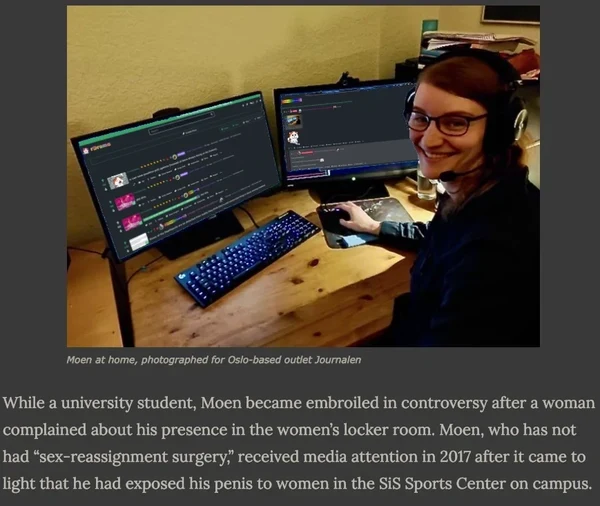 Moen at home, photographed for Oslo-based outlet Journalen
While a university student, Moen became embroiled in controversy after a woman
complained about his presence in the women’s locker room. Moen, who has not
had “sex-reassignment surgery,” received media attention in 2017 after it came to
light that he had exposed his penis to women in the SiS Sports Center on campus.